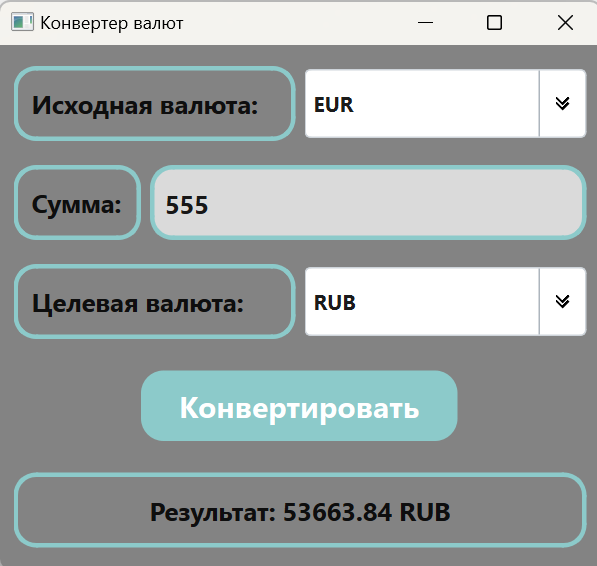 Конвертер валют
Исходная валюта: EUR
Сумма: 555
Целевая валюта: RUB
Конвертировать
Результат: 53663.84 RUB